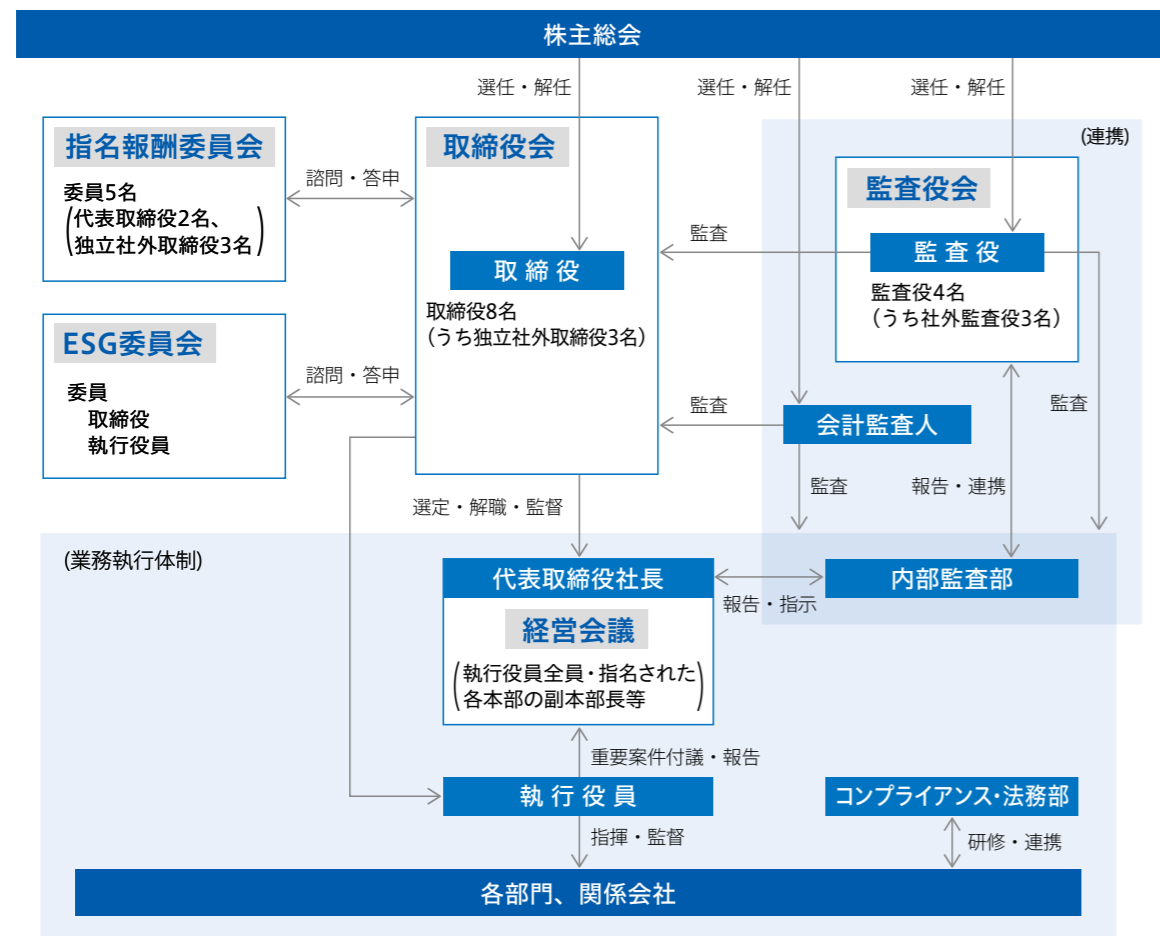 株主総会
選任・解任
選任・解任
選任・解任
(連携)
指名報酬委員会
委員5名
(代表取締役2名、
独立社外取締役3名)
諮問・答申
取締役会
取締役
取締役8名
(うち独立社外取締役3名)
監査
監査役会
監査役
監査役4名
(うち社外監査役3名)
ESG委員会
委員
取締役
執行役員
諮問・答申
監査
会計監査人
監査
監査
報告・連携
選定・解職・監督
(業務執行体制)
代表取締役社長
経営会議
(執行役員全員・指名された
各本部の副本部長等)
報告・指示
内部監査部
重要案件付議・報告
執行役員
コンプライアンス・法務部
指揮・監督
研修・連携
各部門、関係会社